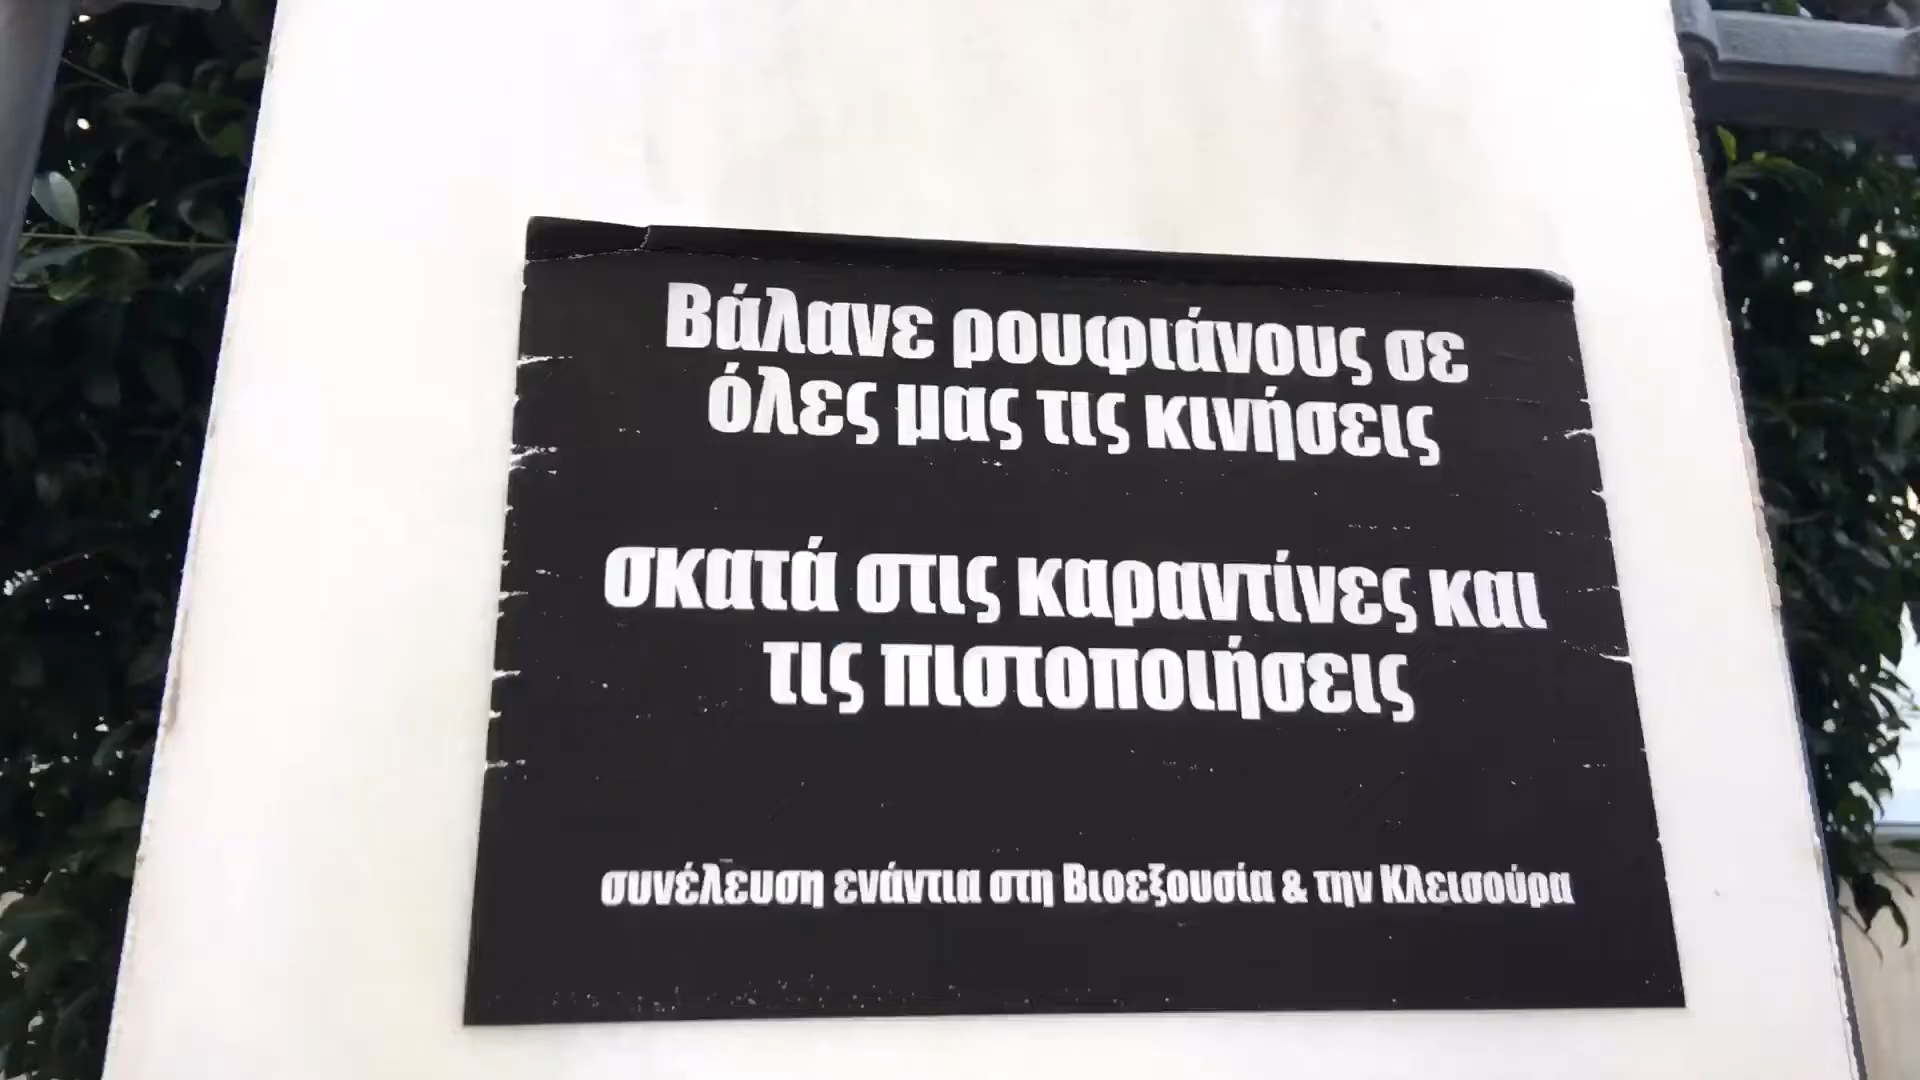 Βάλανε ρουφιάνους σε
όλες μας τις κινήσεις
σκατά στις καραντίνες και
τις πιστοποιήσεις
συνέλευση ενάντια στη Βιοεξουσία & την Κλεισούρα